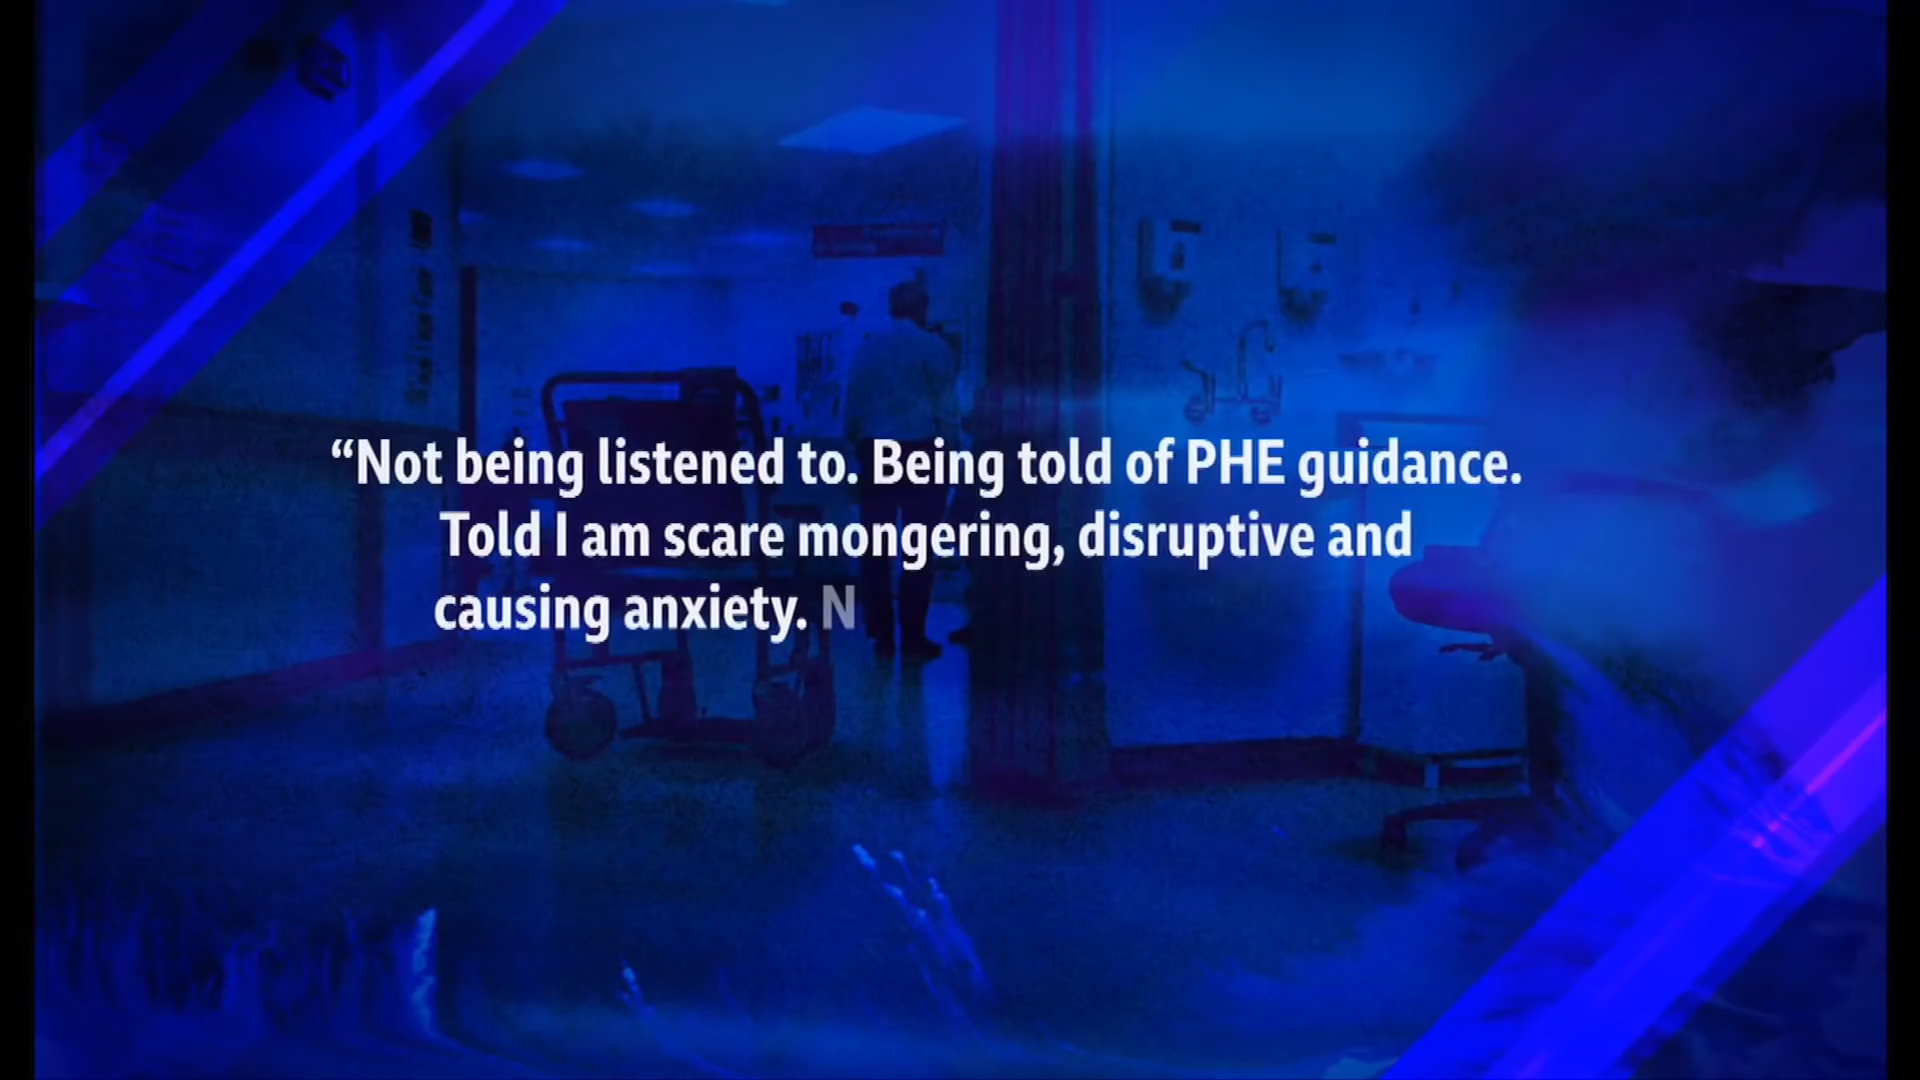 “Not being listened to. Being told of PHE guidance.
Told I am scare mongering, disruptive and
causing anxiety. N